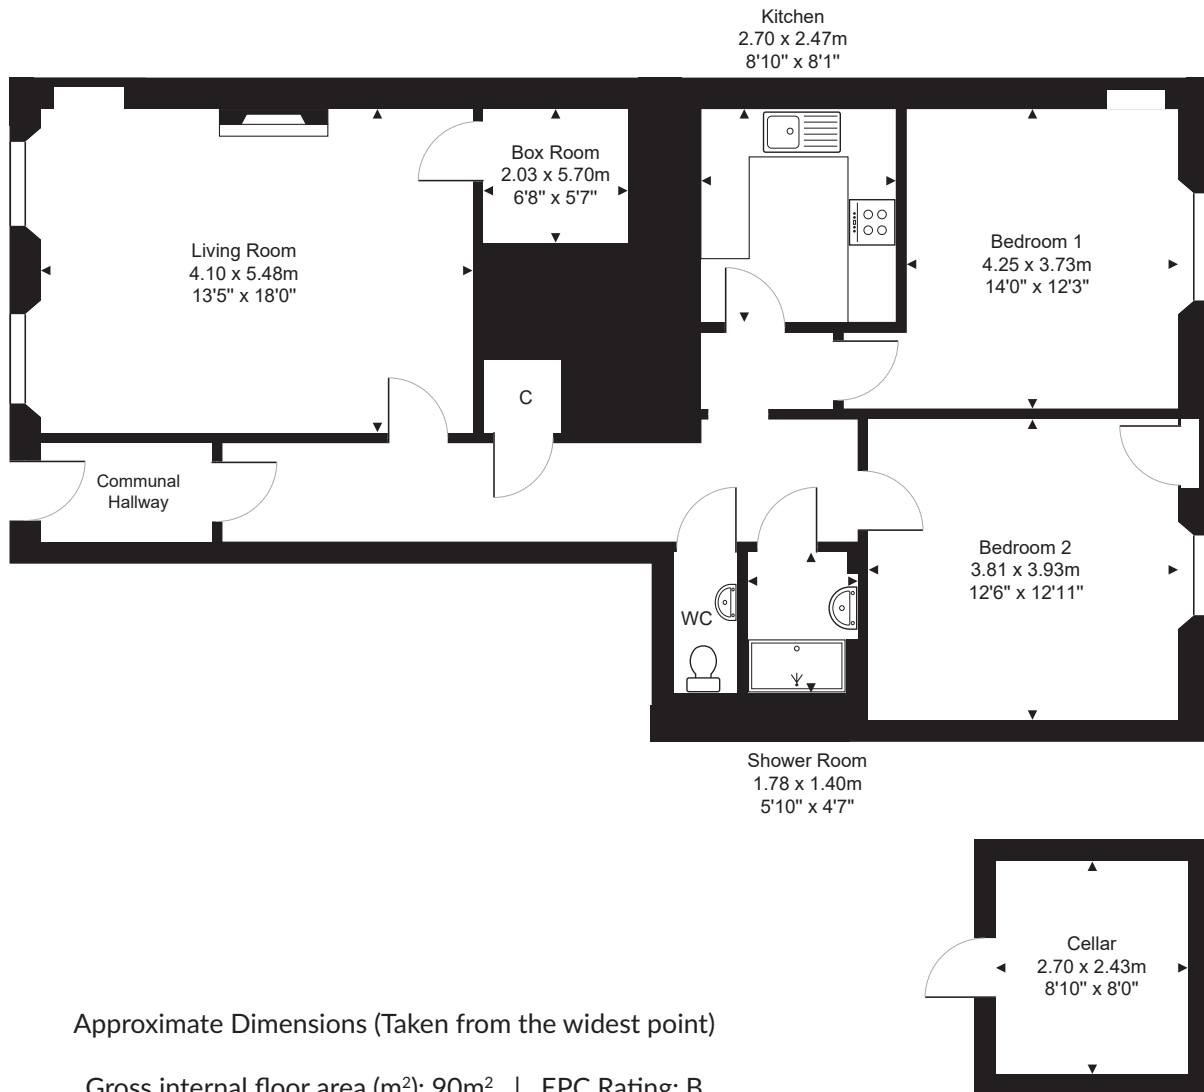 Kitchen
2.70 x 2.47m
8'10" x 8'1"
Box Room
2.03 x 5.70m
6'8" x 5'7"
Living Room
4.10 x 5.48m
13'5" x 18'0"
Bedroom 1
4.25 x 3.73m
14'0" x 12'3"
C
Communal
Hallway
Bedroom 2
3.81 x 3.93m
12'6" x 12'11"
WC
Shower Room
1.78 x 1.40m
5'10" x 4'7"
Cellar
2.70 x 2.43m
8'10" x 8'0"
Approximate Dimensions (Taken from the widest point)
Gross internal floor area (m²): 90m² | EPC Rating: B